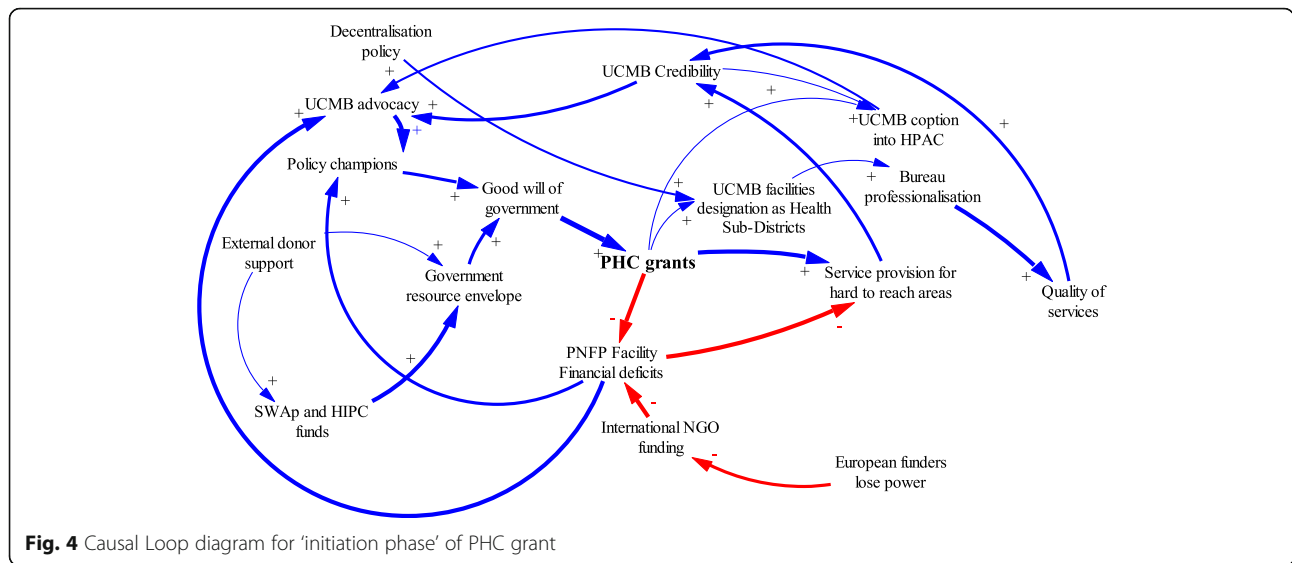 Decentralisation
policy
+
UCMB Credibility
+
UCMB advocacy
+
+
+
+
+
UCMB coption
into HPAC
+
Policy champions
+
Good will of
government
+
+
UCMB facilities
designation as Health
Sub-Districts
+
+
Bureau
professionalisation
External donor
support
+
+
+
PHC grants
Government
resource envelope
+
Service provision for
hard to reach areas
+
Quality of
services
-
-
PNFP Facility
Financial deficits
+
+
SWAp and HIPC
funds
-
International NGO
funding
-
European funders
lose power
Fig. 4 Causal Loop diagram for ‘initiation phase’ of PHC grant